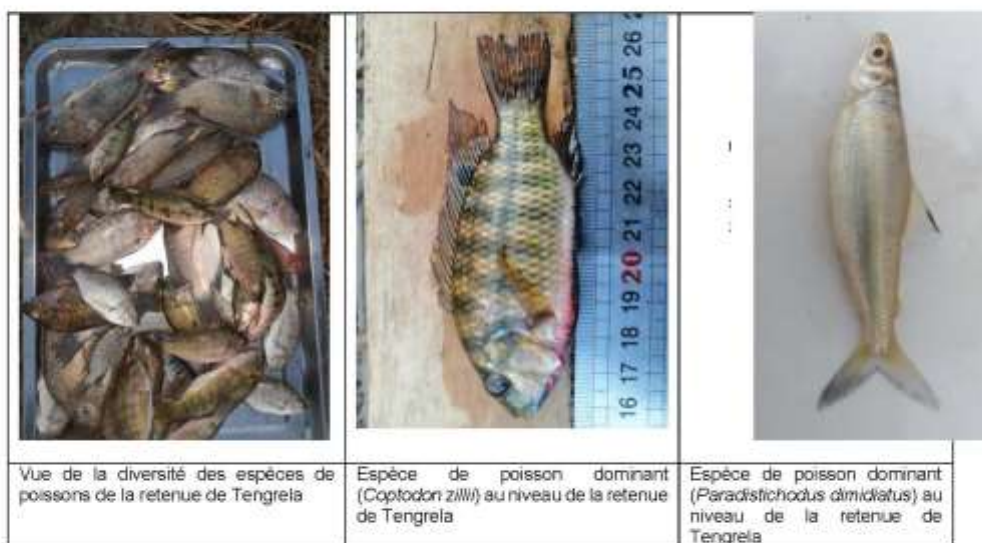 26
25
24
23
22
21
20
19
18
17
16
Vue de la diversité des espèces de
poissons de la retenue de Tengrela
Espèce de poisson dominant
(Coptodon zillii) au niveau de la retenue
de Tengrela
Espèce de poisson dominant
(Paradistichodus dimidiatus) au
niveau de la retenue de
Tengrela